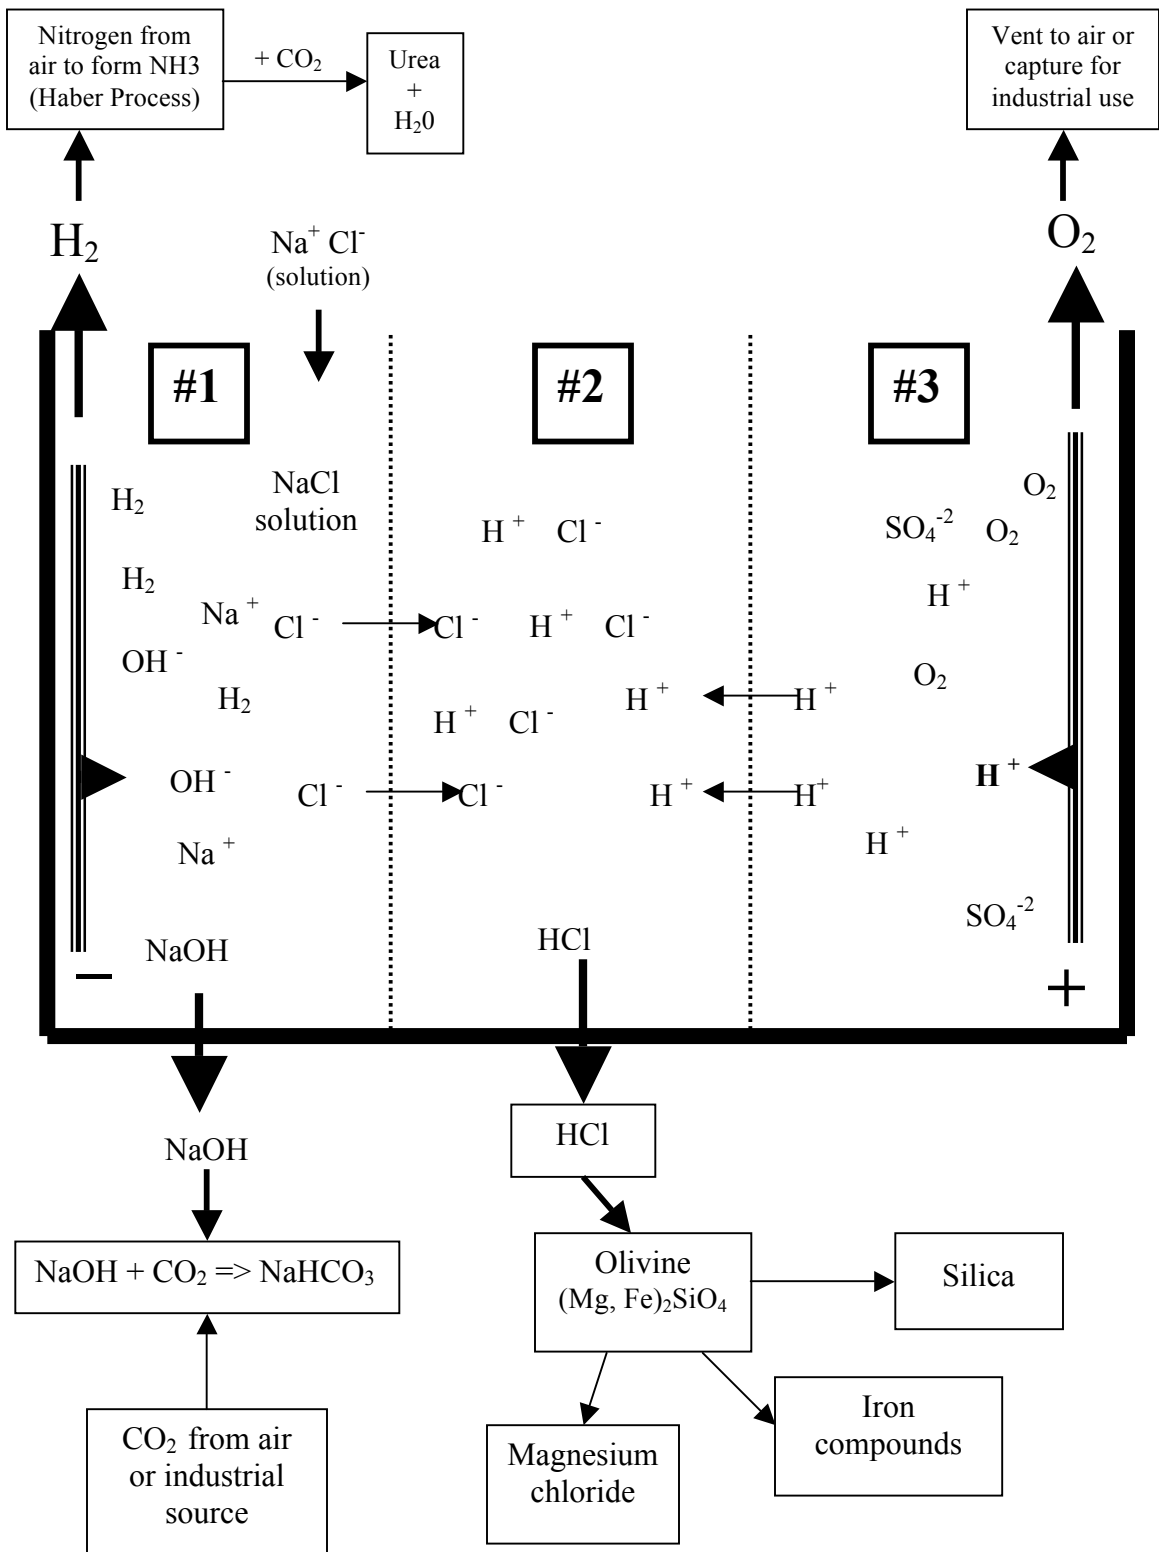 Nitrogen from
air to form NH3
(Haber Process)
+ CO₂
Urea
+
H₂0
Vent to air or
capture for
industrial use
H₂
Na⁺ Cl⁻
(solution)
O₂
#1
#2
#3
H₂
NaCl
solution
H⁺ Cl⁻
SO₄⁻²
O₂
O₂
H₂
Na⁺
Cl⁻
Cl⁻
H⁺
Cl⁻
H⁺
OH⁻
H₂
H⁺
Cl⁻
H⁺
H⁺
O₂
OH⁻
Cl⁻
Cl⁻
H⁺
H⁺
H⁺
Na⁺
H⁺
SO₄⁻²
NaOH
HCl
−
+
NaOH
HCl
NaOH + CO₂ => NaHCO₃
Olivine
(Mg, Fe)₂SiO₄
Silica
CO₂ from air
or industrial
source
Magnesium
chloride
Iron
compounds